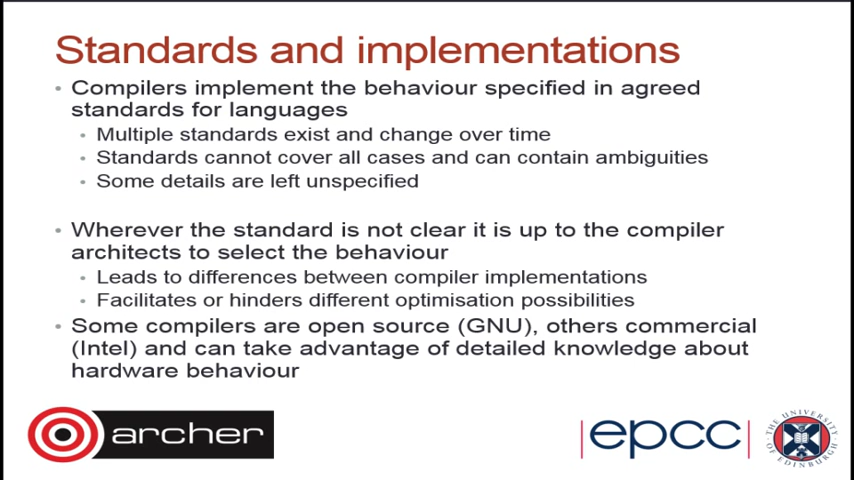 Standards and implementations
• Compilers implement the behaviour specified in agreed
standards for languages
• Multiple standards exist and change over time
• Standards cannot cover all cases and can contain ambiguities
• Some details are left unspecified
• Wherever the standard is not clear it is up to the compiler
architects to select the behaviour
• Leads to differences between compiler implementations
• Facilitates or hinders different optimisation possibilities
• Some compilers are open source (GNU), others commercial
(Intel) and can take advantage of detailed knowledge about
hardware behaviour
archer
epcc
THE UNIVERSITY
OF EDINBURGH